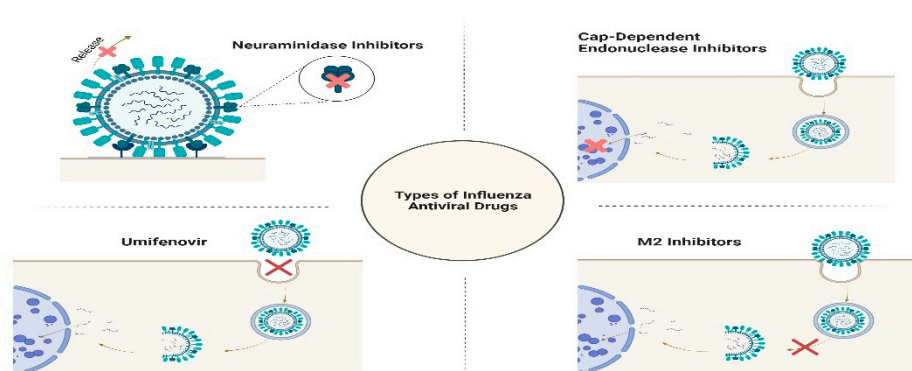 Release
Neuraminidase Inhibitors
Cap-Dependent
Endonuclease Inhibitors
Types of Influenza
Antiviral Drugs
Umifenovir
M2 Inhibitors